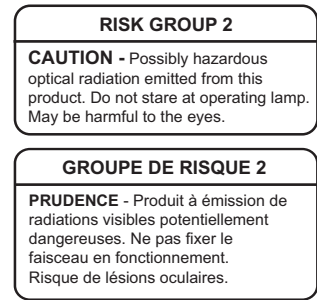 RISK GROUP 2
CAUTION - Possibly hazardous
optical radiation emitted from this
product. Do not stare at operating lamp.
May be harmful to the eyes.
GROUPE DE RISQUE 2
PRUDENCE - Produit à émission de
radiations visibles potentiellement
dangereuses. Ne pas fixer le
faisceau en fonctionnement.
Risque de lésions oculaires.